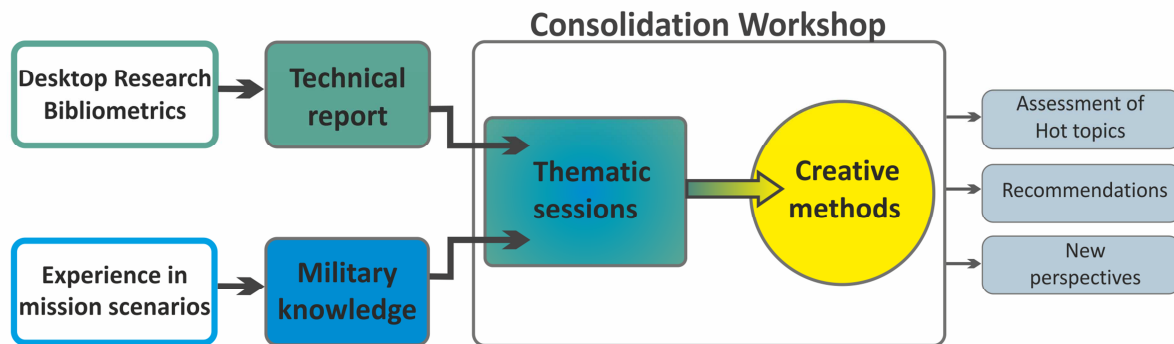 Consolidation Workshop
Desktop Research
Bibliometrics
Technical
report
Experience in
mission scenarios
Military
knowledge
Thematic
sessions
Creative
methods
Assessment of
Hot topics
Recommendations
New
perspectives